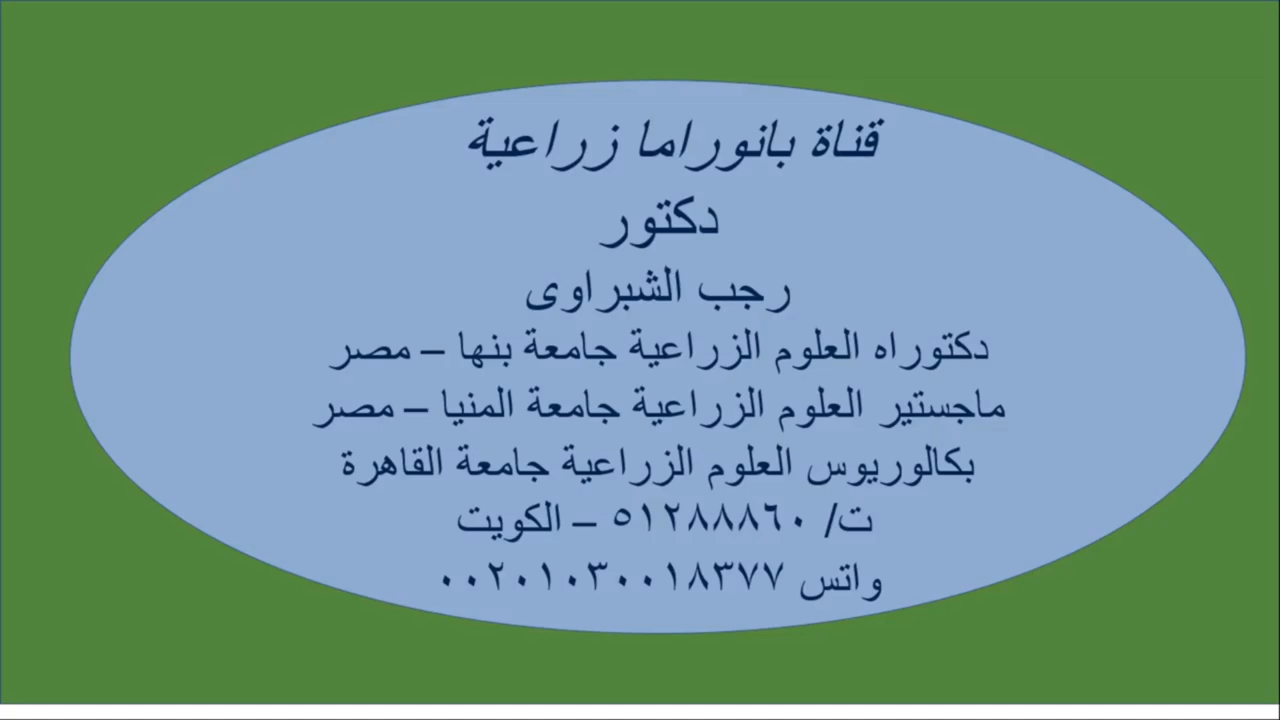 قناة بانوراما زراعية
دكتور
رجب الشبراوى
دكتوراه العلوم الزراعية جامعة بنها – مصر
ماجستير العلوم الزراعية جامعة المنيا – مصر
بكالوريوس العلوم الزراعية جامعة القاهرة
ت/ ٥١٢٨٨٨٦٠ – الكويت
واتس ٠٠٢٠١٠٣٠٠١٨٣٧٧